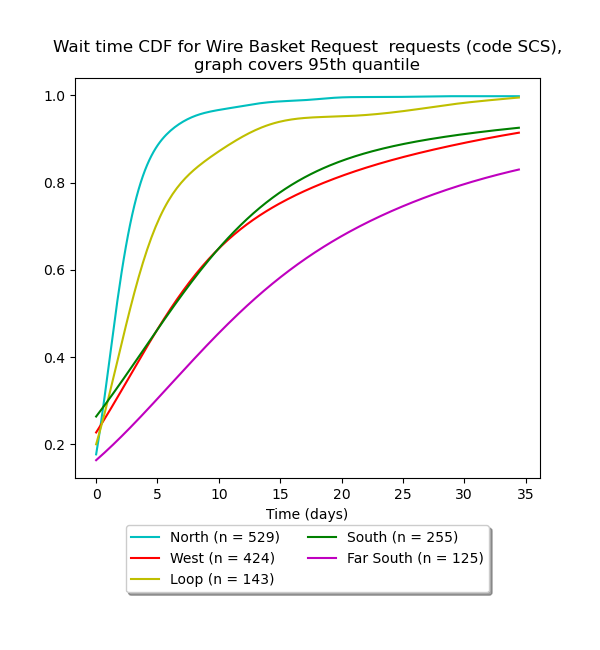 Wait time CDF for Wire Basket Request  requests (code SCS),
graph covers 95th quantile
1.0
0.8
0.6
0.4
0.2
0 5 10 15 20 25 30 35
Time (days)
North (n = 529)
West (n = 424)
Loop (n = 143)
South (n = 255)
Far South (n = 125)